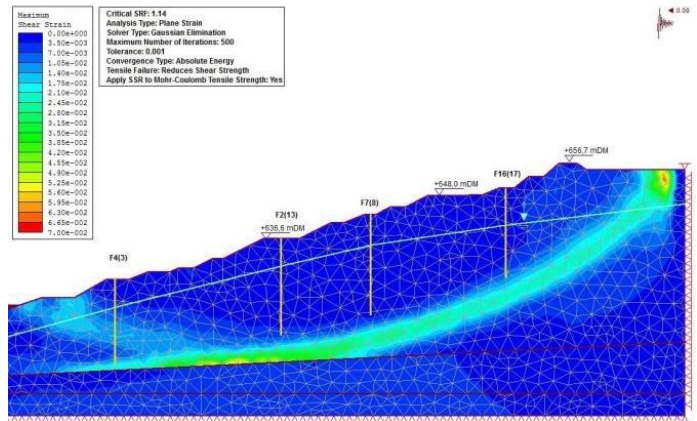 Maximum
Shear Strain
0.00e+000
3.50e-003
7.00e-003
1.05e-002
1.40e-002
1.75e-002
2.10e-002
2.45e-002
2.80e-002
3.15e-002
3.50e-002
3.85e-002
4.20e-002
4.55e-002
4.90e-002
5.25e-002
5.60e-002
5.95e-002
6.30e-002
6.65e-002
7.00e-002
Critical SRF: 1.14
Analysis Type: Plane Strain
Solver Type: Gaussian Elimination
Maximum Number of Iterations: 500
Tolerance: 0.001
Convergence Type: Absolute Energy
Tensile Failure: Reduces Shear Strength
Apply SSR to Mohr-Coulomb Tensile Strength: Yes
0.08
+656,7 mDM
F16(17)
+648,0 mDM
F7(8)
F2(13)
+636,6 mDM
F4(3)